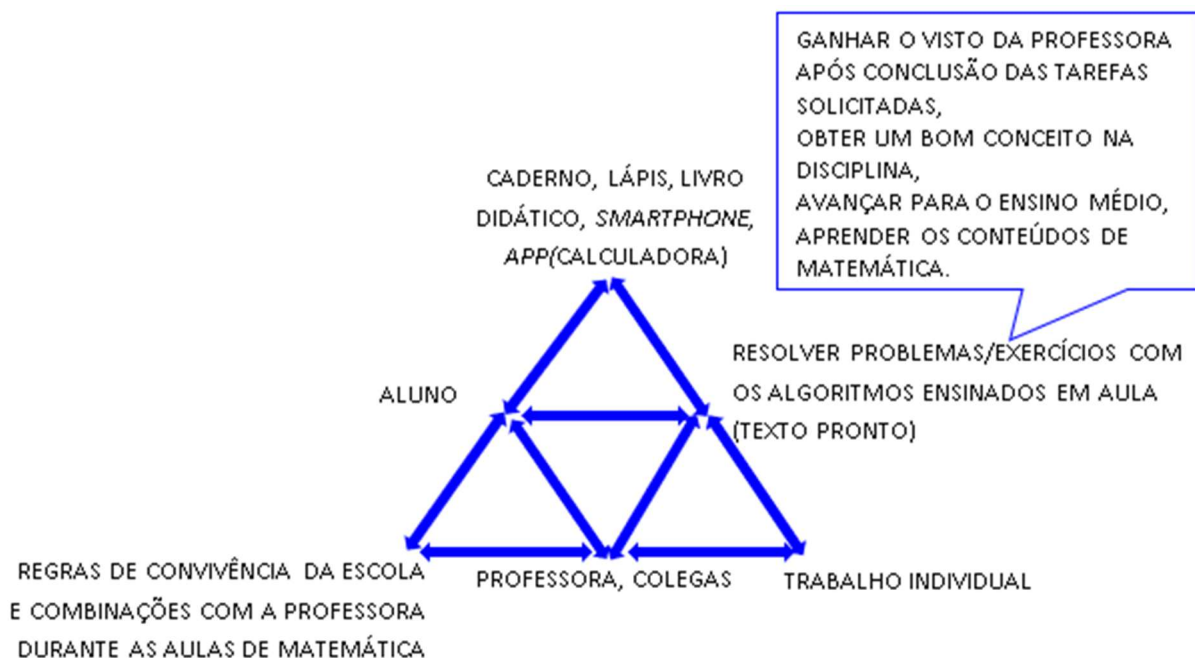 GANHAR O VISTO DA PROFESSORA
APÓS CONCLUSÃO DAS TAREFAS
SOLICITADAS,
OBTER UM BOM CONCEITO NA
DISCIPLINA,
AVANÇAR PARA O ENSINO MÉDIO,
APRENDER OS CONTEÚDOS DE
MATEMÁTICA.
CADERNO, LÁPIS, LIVRO
DIDÁTICO, SMARTPHONE,
APP(CALCULADORA)
RESOLVER PROBLEMAS/EXERCÍCIOS COM
OS ALGORITMOS ENSINADOS EM AULA
(TEXTO PRONTO)
ALUNO
REGRAS DE CONVIVÊNCIA DA ESCOLA
E COMBINAÇÕES COM A PROFESSORA
DURANTE AS AULAS DE MATEMÁTICA
PROFESSORA, COLEGAS
TRABALHO INDIVIDUAL